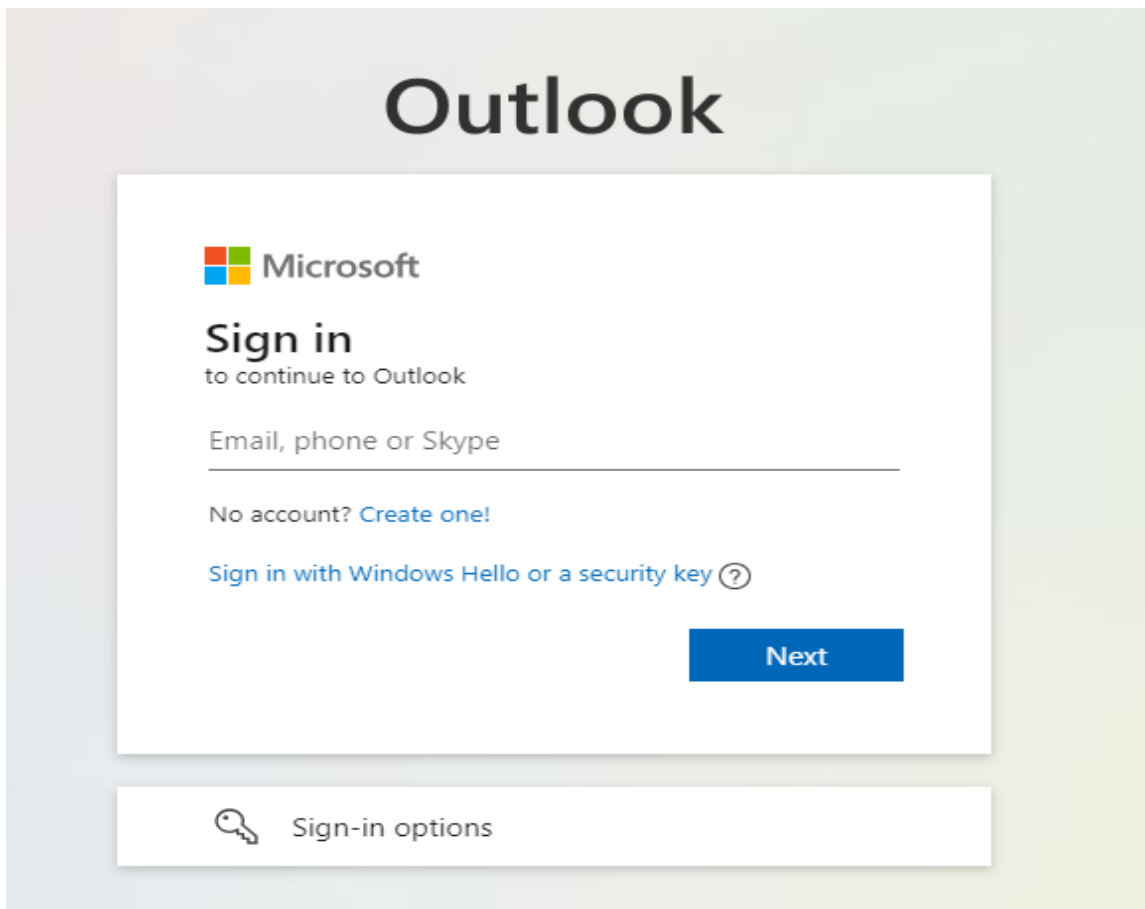 Outlook
Microsoft
Sign in
to continue to Outlook
Email, phone or Skype
No account? Create one!
Sign in with Windows Hello or a security key ?
Next
Sign-in options